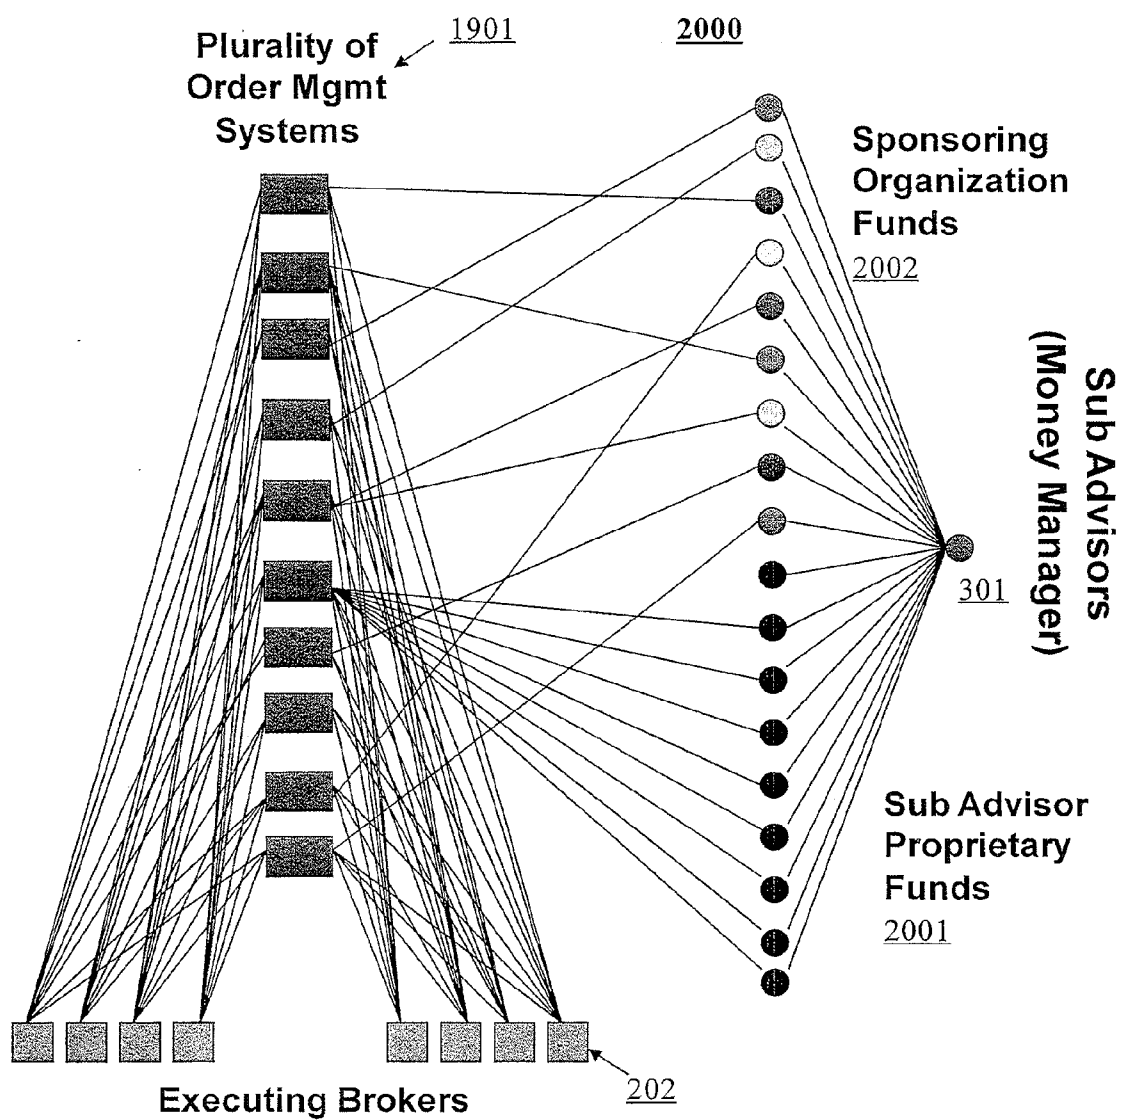 Plurality of
Order Mgmt
Systems
1901
2000
Sponsoring
Organization
Funds
2002
Sub Advisors
(Money Manager)
301
Sub Advisor
Proprietary
Funds
2001
202
Executing Brokers